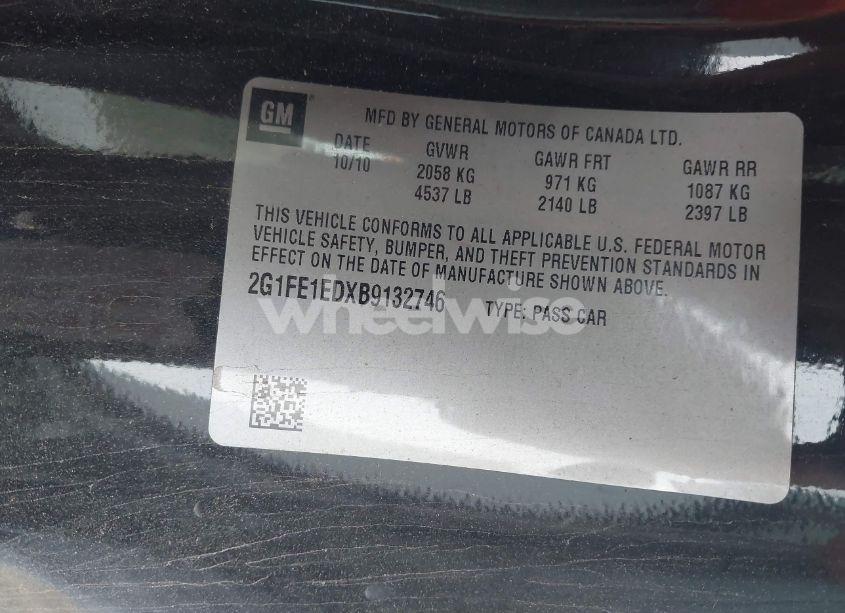 GM
MFD BY GENERAL MOTORS OF CANADA LTD.
DATE GVWR GAWR FRT GAWR RR
10/10 2058 KG 971 KG 1087 KG
4537 LB 2140 LB 2397 LB
THIS VEHICLE CONFORMS TO ALL APPLICABLE U.S. FEDERAL MOTOR
VEHICLE SAFETY, BUMPER, AND THEFT PREVENTION STANDARDS IN
EFFECT ON THE DATE OF MANUFACTURE SHOWN ABOVE.
2G1FE1EDXB9132746 TYPE: PASS CAR
wheelwise